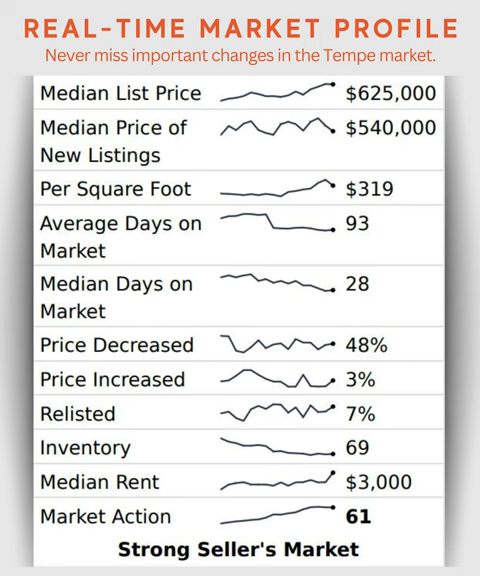 REAL-TIME MARKET PROFILE
Never miss important changes in the Tempe market.
Median List Price $625,000
Median Price of $540,000
New Listings
Per Square Foot $319
Average Days on 93
Market
Median Days on 28
Market
Price Decreased 48%
Price Increased 3%
Relisted 7%
Inventory 69
Median Rent $3,000
Market Action 61
Strong Seller's Market